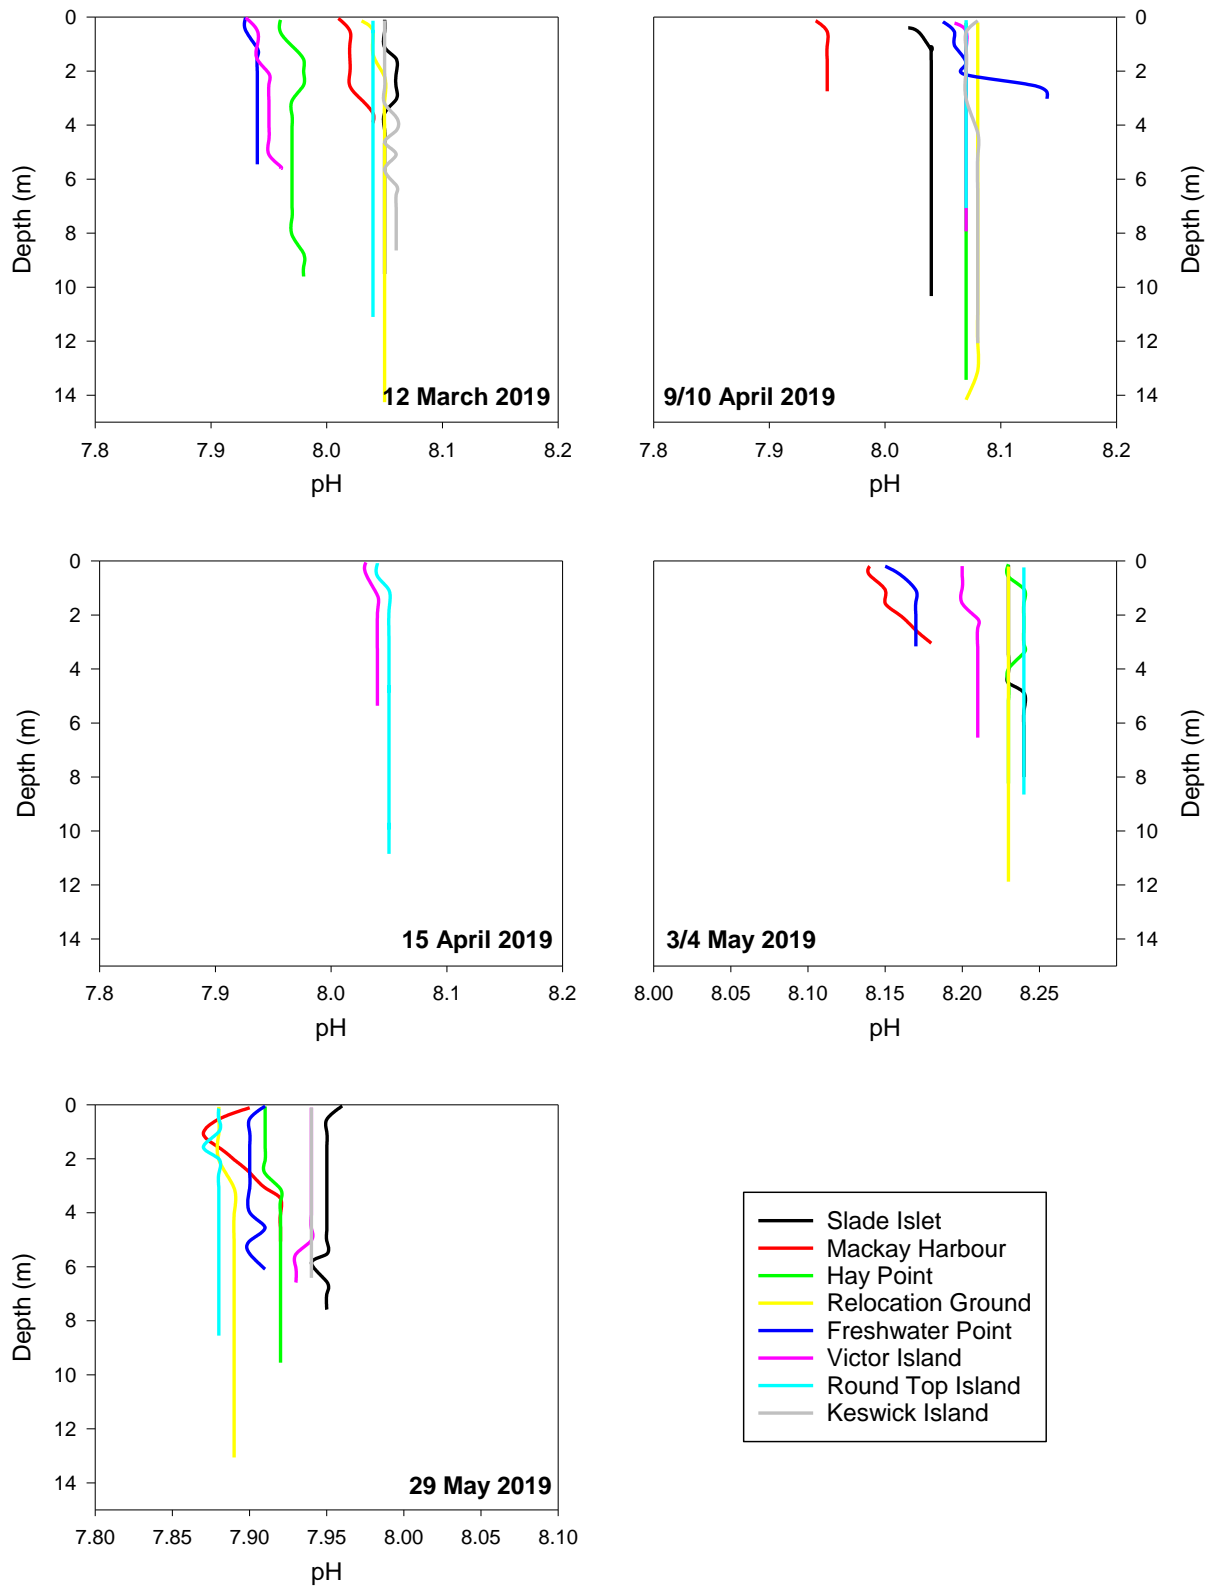 0
2
4
6
8
10
12
14
Depth (m)
12 March 2019
7.8 7.9 8.0 8.1 8.2
pH
0
2
4
6
8
10
12
14
Depth (m)
9/10 April 2019
7.8 7.9 8.0 8.1 8.2
pH
0
2
4
6
8
10
12
14
Depth (m)
15 April 2019
7.8 7.9 8.0 8.1 8.2
pH
0
2
4
6
8
10
12
14
Depth (m)
3/4 May 2019
8.00 8.05 8.10 8.15 8.20 8.25
pH
0
2
4
6
8
10
12
14
Depth (m)
29 May 2019
7.80 7.85 7.90 7.95 8.00 8.05 8.10
pH
Slade Islet
Mackay Harbour
Hay Point
Relocation Ground
Freshwater Point
Victor Island
Round Top Island
Keswick Island